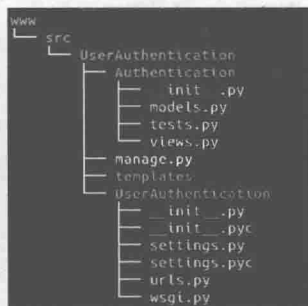 www
src
UserAuthentication
Authentication
__init__.py
models.py
tests.py
views.py
manage.py
templates
UserAuthentication
__init__.py
__init__.pyc
settings.py
settings.pyc
urls.py
wsgi.py